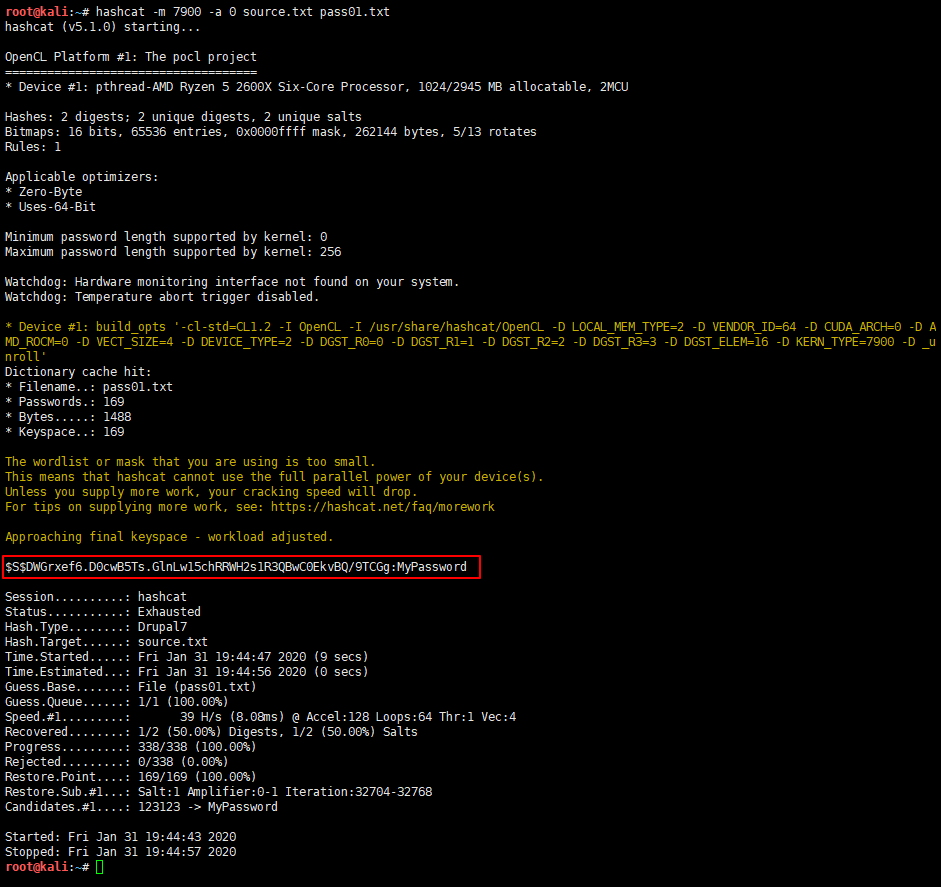 root@kali:~# hashcat -m 7900 -a 0 source.txt pass01.txt
hashcat (v5.1.0) starting...

OpenCL Platform #1: The pocl project
====================================
* Device #1: pthread-AMD Ryzen 5 2600X Six-Core Processor, 1024/2945 MB allocatable, 2MCU

Hashes: 2 digests; 2 unique digests, 2 unique salts
Bitmaps: 16 bits, 65536 entries, 0x0000ffff mask, 262144 bytes, 5/13 rotates
Rules: 1

Applicable optimizers:
* Zero-Byte
* Uses-64-Bit

Minimum password length supported by kernel: 0
Maximum password length supported by kernel: 256

Watchdog: Hardware monitoring interface not found on your system.
Watchdog: Temperature abort trigger disabled.

* Device #1: build_opts '-cl-std=CL1.2 -I OpenCL -I /usr/share/hashcat/OpenCL -D LOCAL_MEM_TYPE=2 -D VENDOR_ID=64 -D CUDA_ARCH=0 -D A
MD_ROCM=0 -D VECT_SIZE=4 -D DEVICE_TYPE=2 -D DGST_R0=0 -D DGST_R1=1 -D DGST_R2=2 -D DGST_R3=3 -D DGST_ELEM=16 -D KERN_TYPE=7900 -D _u
nroll'
Dictionary cache hit:
* Filename..: pass01.txt
* Passwords.: 169
* Bytes.....: 1488
* Keyspace..: 169

The wordlist or mask that you are using is too small.
This means that hashcat cannot use the full parallel power of your device(s).
Unless you supply more work, your cracking speed will drop.
For tips on supplying more work, see: https://hashcat.net/faq/morework

Approaching final keyspace - workload adjusted.

$S$DWGrxef6.D0cwB5Ts.GlnLw15chRRWH2s1R3QBwC0EkvBQ/9TCGg:MyPassword

Session..........: hashcat
Status...........: Exhausted
Hash.Type........: Drupal7
Hash.Target......: source.txt
Time.Started.....: Fri Jan 31 19:44:47 2020 (9 secs)
Time.Estimated...: Fri Jan 31 19:44:56 2020 (0 secs)
Guess.Base.......: File (pass01.txt)
Guess.Queue......: 1/1 (100.00%)
Speed.#1.........:       39 H/s (8.08ms) @ Accel:128 Loops:64 Thr:1 Vec:4
Recovered........: 1/2 (50.00%) Digests, 1/2 (50.00%) Salts
Progress.........: 338/338 (100.00%)
Rejected.........: 0/338 (0.00%)
Restore.Point....: 169/169 (100.00%)
Restore.Sub.#1...: Salt:1 Amplifier:0-1 Iteration:32704-32768
Candidates.#1....: 123123 -> MyPassword

Started: Fri Jan 31 19:44:43 2020
Stopped: Fri Jan 31 19:44:57 2020
root@kali:~#